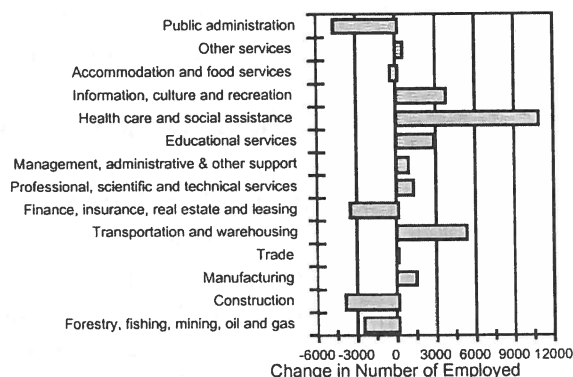 Public administration
Other services
Accommodation and food services
Information, culture and recreation
Health care and social assistance
Educational services
Management, administrative & other support
Professional, scientific and technical services
Finance, insurance, real estate and leasing
Transportation and warehousing
Trade
Manufacturing
Construction
Forestry, fishing, mining, oil and gas
-6000 -3000 0 3000 6000 9000 12000
Change in Number of Employed